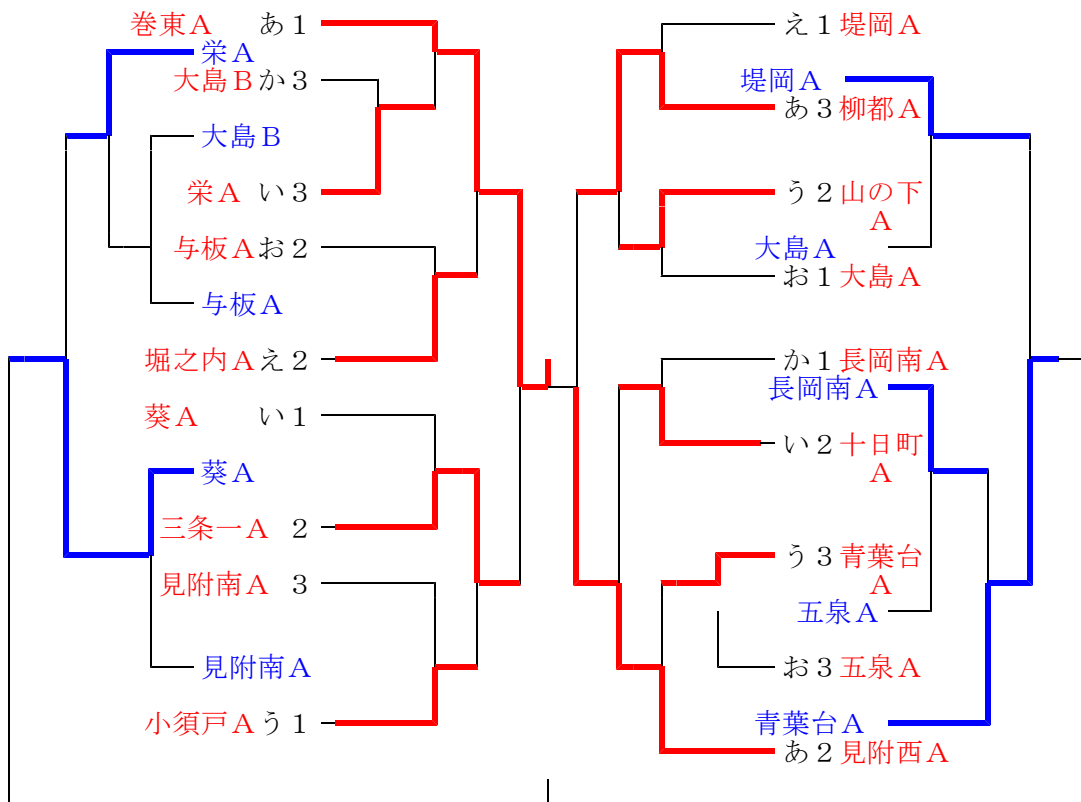 巻東A あ1
栄A
大島Bか3
大島B
栄A い3
与板Aお2
与板A
堀之内Aえ2
葵A い1
葵A
三条一A 2
見附南A 3
見附南A
小須戸Aう1
え1堤岡A
堤岡A
あ3柳都A
う2山の下
A
大島A
お1大島A
か1長岡南A
長岡南A
い2十日町
A
う3青葉台
A
五泉A
お3五泉A
青葉台A
あ2見附西A